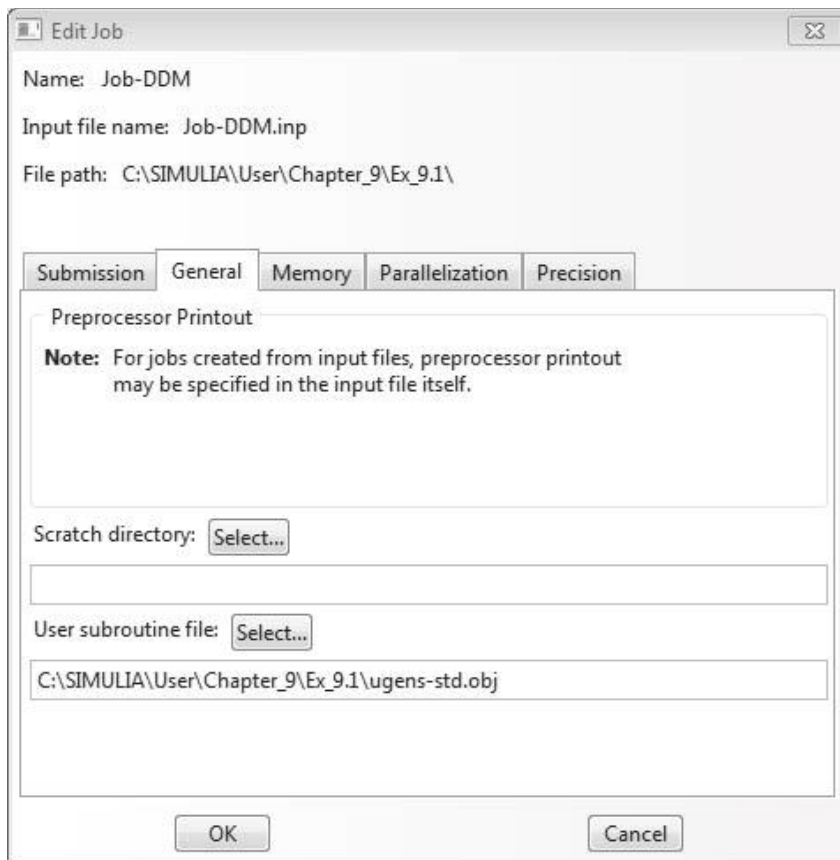 Edit Job
Name: Job-DDM
Input file name: Job-DDM.inp
File path: C:\SIMULIA\User\Chapter_9\Ex_9.1\
Submission General Memory Parallelization Precision
Preprocessor Printout
Note: For jobs created from input files, preprocessor printout
may be specified in the input file itself.
Scratch directory: Select...
User subroutine file: Select...
C:\SIMULIA\User\Chapter_9\Ex_9.1\ugens-std.obj
OK Cancel